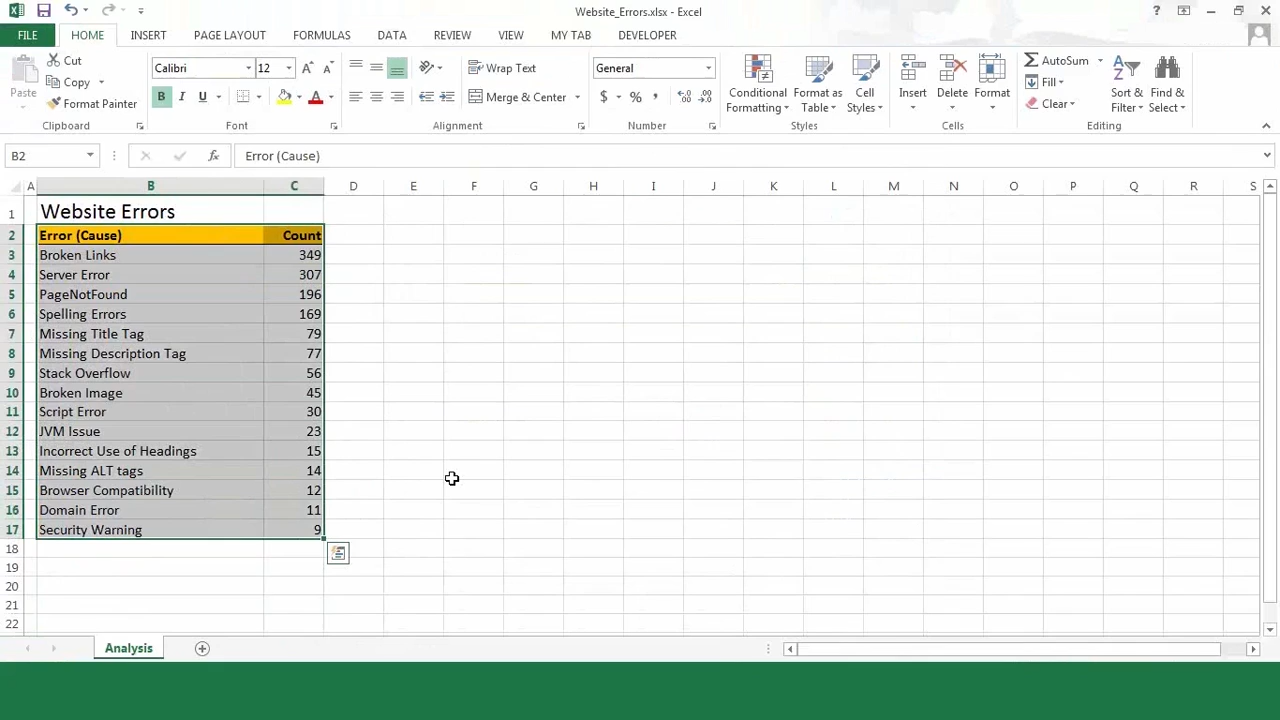 Website_Errors.xlsx - Excel
FILE HOME INSERT PAGE LAYOUT FORMULAS DATA REVIEW VIEW MY TAB DEVELOPER
Paste
Cut
Copy
Format Painter
Clipboard
Calibri 12
B I U
Font
Wrap Text
Merge & Center
Alignment
General
$ % ,
Number
Conditional Formatting
Format as Table
Cell Styles
Styles
Insert Delete Format
Cells
AutoSum
Fill
Clear
Sort & Filter
Find & Select
Editing
B2 fx Error (Cause)
A B C D E F G H I J K L M N O P Q R S
1 Website Errors
2 Error (Cause) Count
3 Broken Links 349
4 Server Error 307
5 PageNotFound 196
6 Spelling Errors 169
7 Missing Title Tag 79
8 Missing Description Tag 77
9 Stack Overflow 56
10 Broken Image 45
11 Script Error 30
12 JVM Issue 23
13 Incorrect Use of Headings 15
14 Missing ALT tags 14
15 Browser Compatibility 12
16 Domain Error 11
17 Security Warning 9
18
19
20
21
22
Analysis